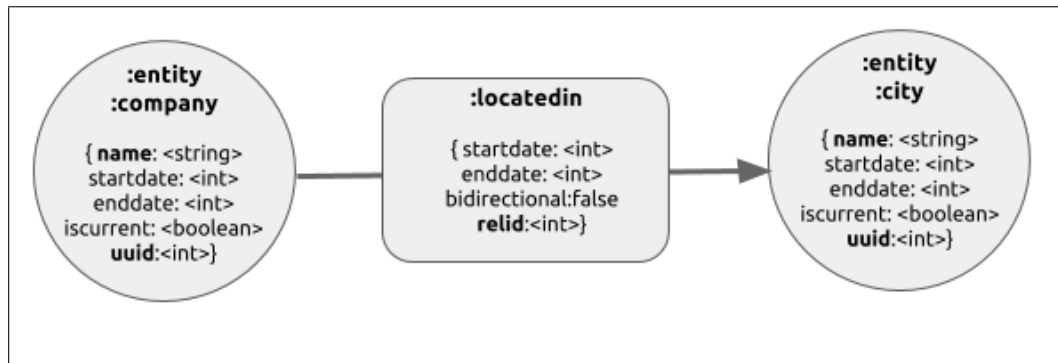 :entity
:company
{ name: <string>
startdate: <int>
enddate: <int>
iscurrent: <boolean>
uuid:<int>}
:locatedin
{ startdate: <int>
enddate: <int>
bidirectional:false
relid:<int>}
:entity
:city
{ name: <string>
startdate: <int>
enddate: <int>
iscurrent: <boolean>
uuid:<int>}